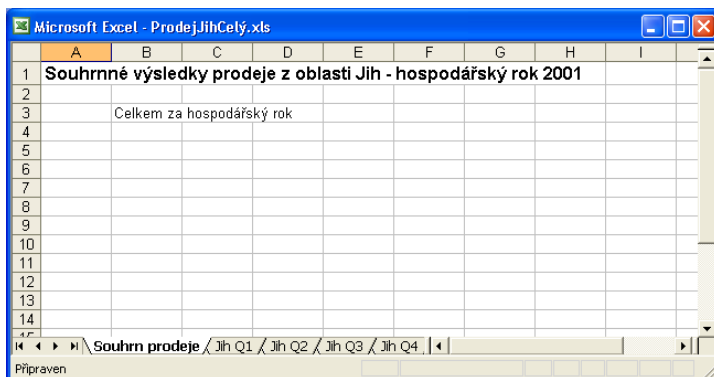 Microsoft Excel - ProdejJihCelý.xls
A B C D E F G H I
1 Souhrnné výsledky prodeje z oblasti Jih - hospodářský rok 2001
2
3 Celkem za hospodářský rok
4
5
6
7
8
9
10
11
12
13
14
15
Souhrn prodeje Jih Q1 Jih Q2 Jih Q3 Jih Q4
Připraven